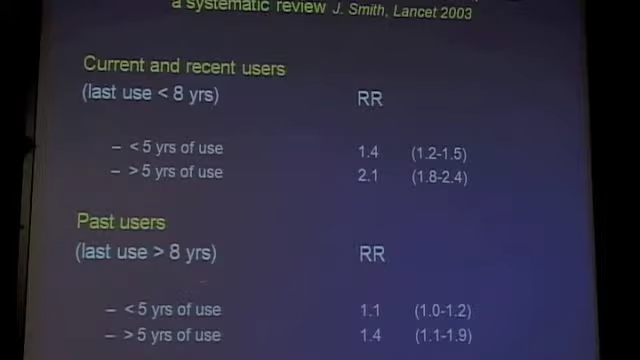 a systematic review J. Smith, Lancet 2003
Current and recent users
(last use < 8 yrs) RR
– < 5 yrs of use 1.4 (1.2-1.5)
– > 5 yrs of use 2.1 (1.8-2.4)
Past users
(last use > 8 yrs) RR
– < 5 yrs of use 1.1 (1.0-1.2)
– > 5 yrs of use 1.4 (1.1-1.9)